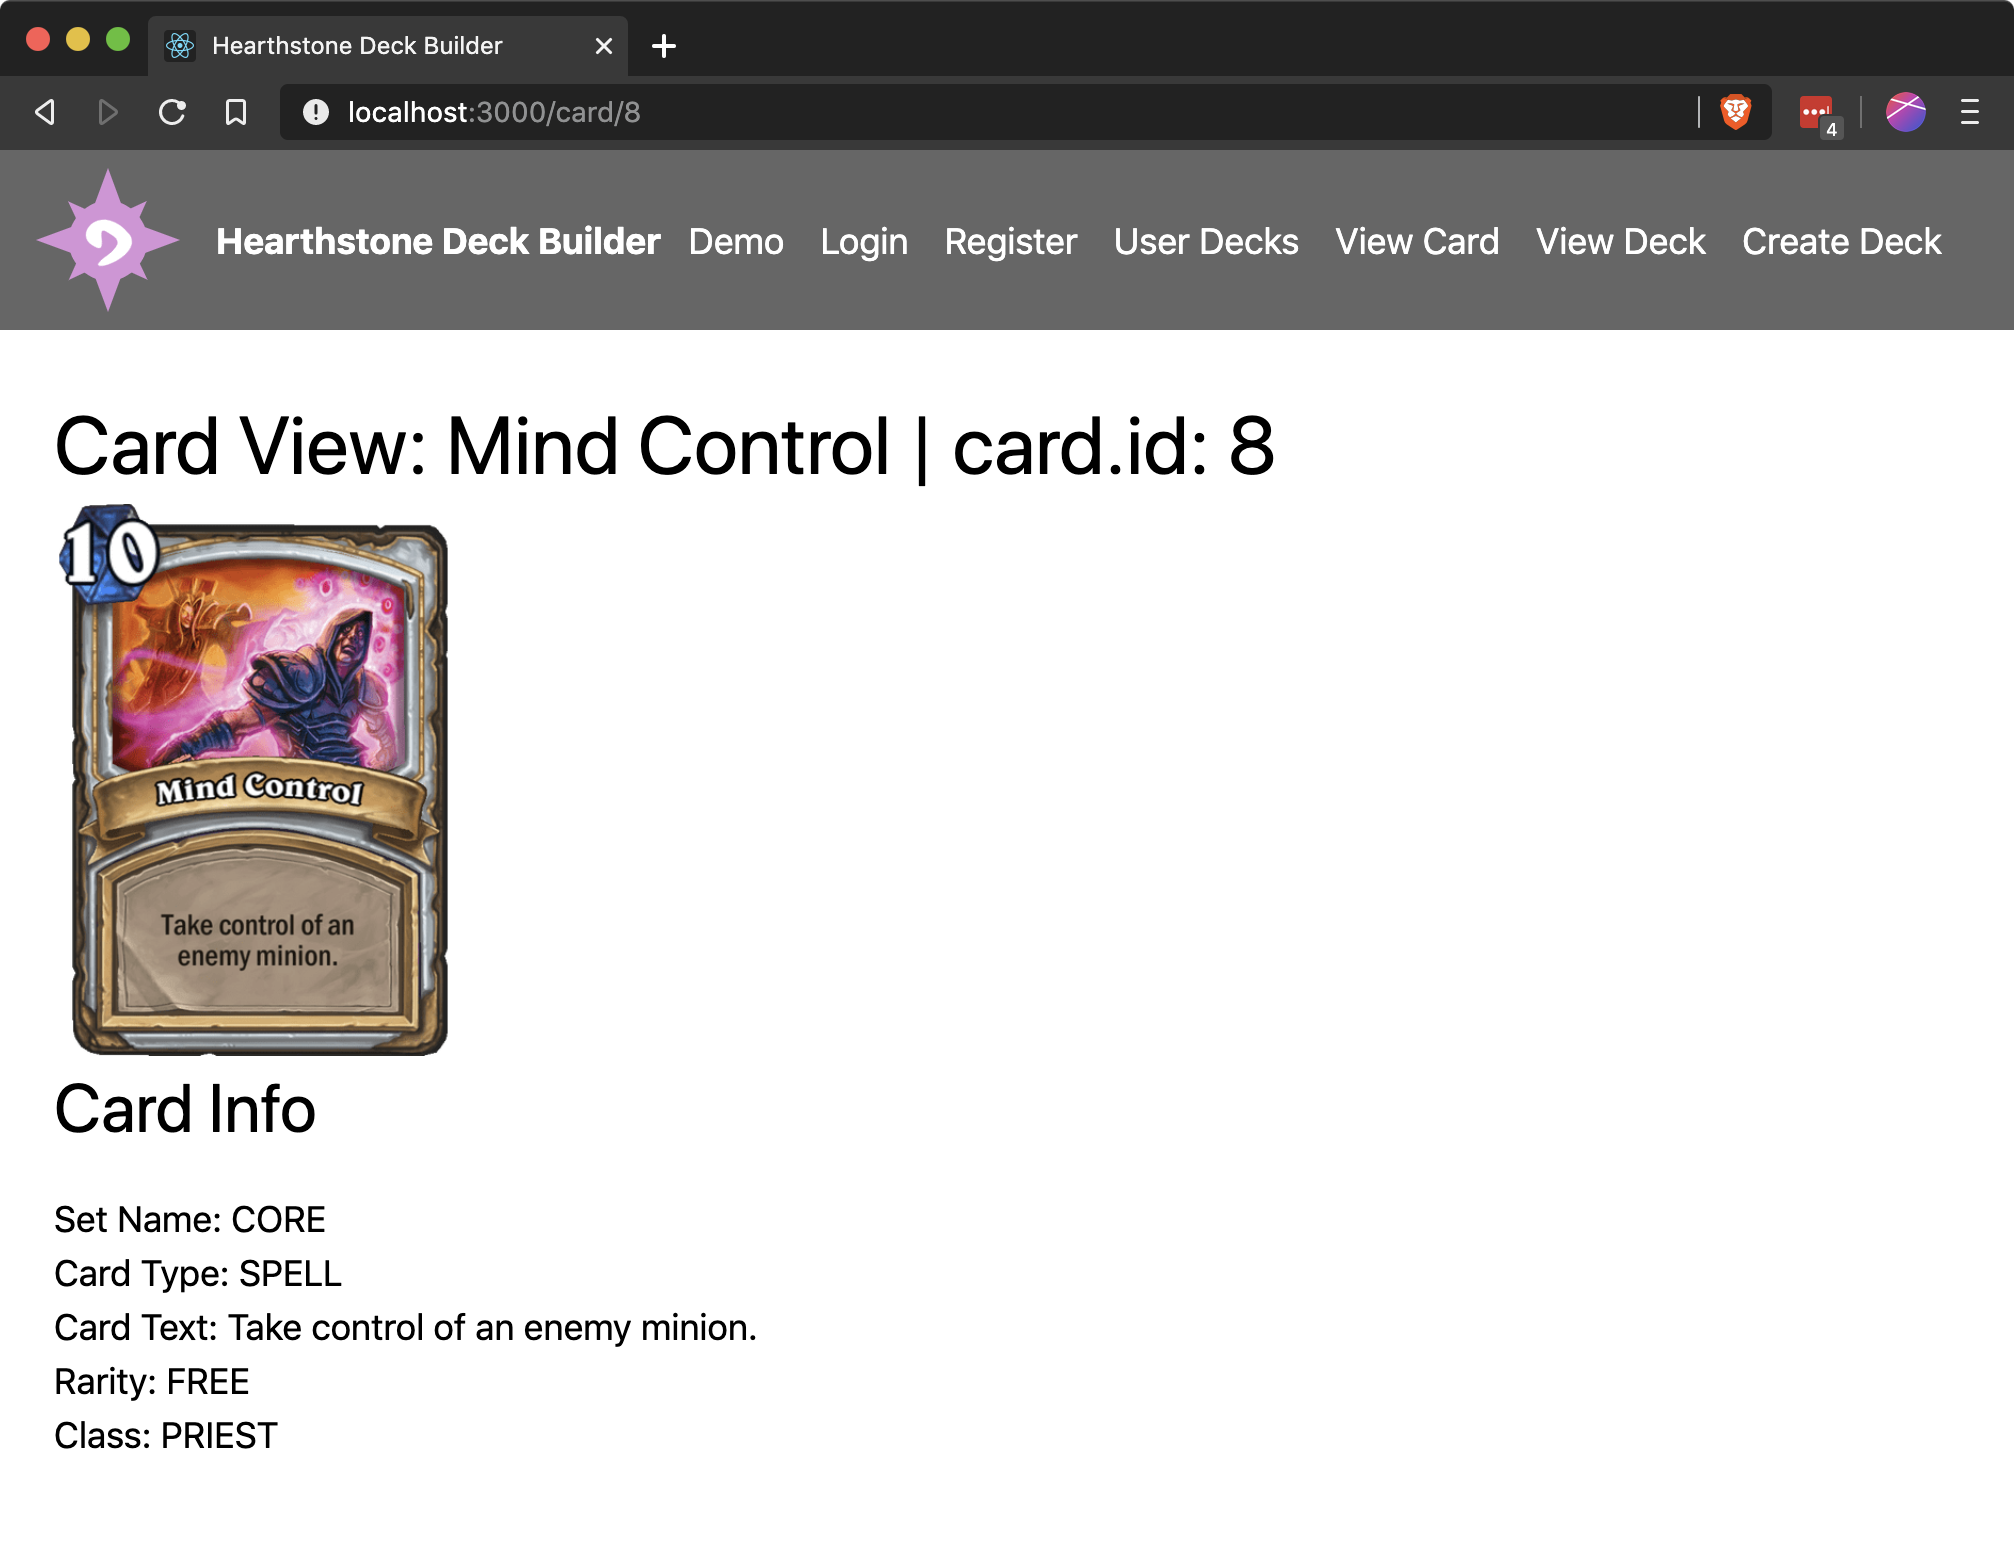 Hearthstone Deck Builder
localhost:3000/card/8
4
Hearthstone Deck Builder Demo Login Register User Decks View Card View Deck Create Deck
Card View: Mind Control | card.id: 8
10
Mind Control
Take control of an
enemy minion.
Card Info
Set Name: CORE
Card Type: SPELL
Card Text: Take control of an enemy minion.
Rarity: FREE
Class: PRIEST